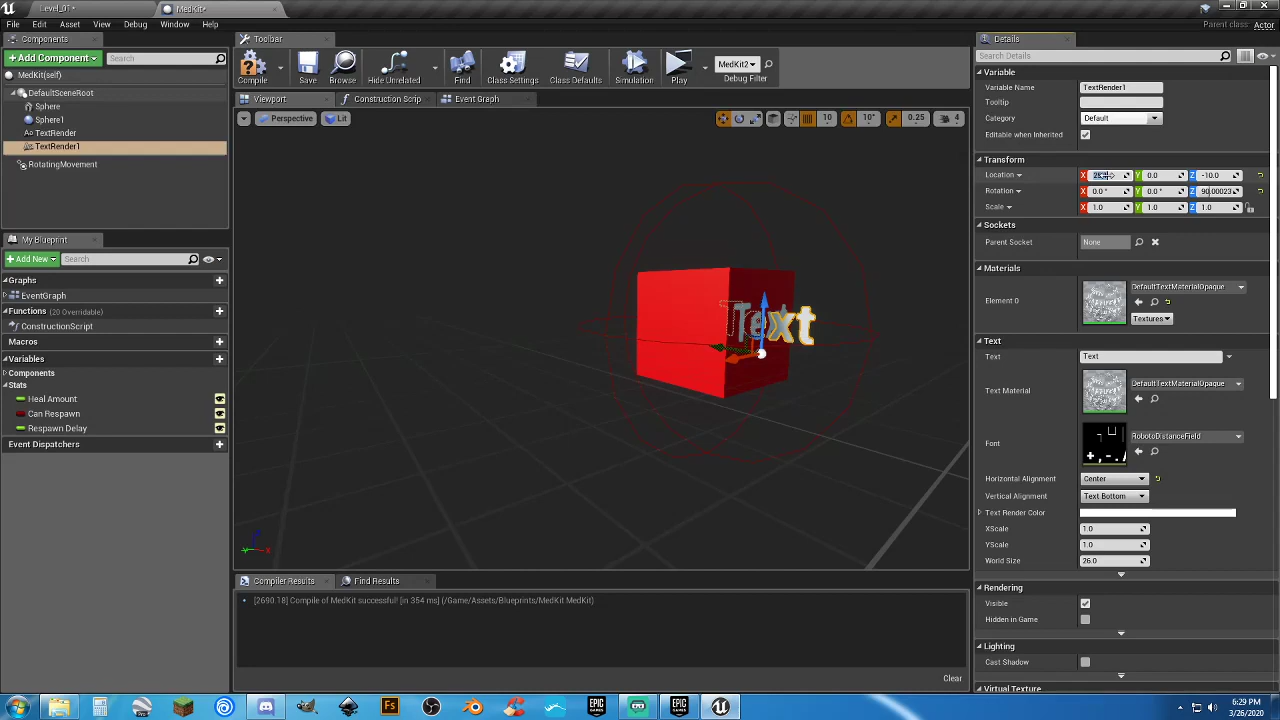 Level_01*
MedKit*
File Edit Asset View Debug Window Help
Parent class: Actor
Components
+Add Component
Search
MedKit(self)
DefaultSceneRoot
Sphere
Sphere1
TextRender
TextRender1
RotatingMovement
My Blueprint
+Add New
Search
Graphs
EventGraph
Functions (20 Overridable)
ConstructionScript
Macros
Variables
Components
Stats
Heal Amount
Can Respawn
Respawn Delay
Event Dispatchers
Toolbar
Compile Save Browse Hide Unrelated Find Class Settings Class Defaults Simulation Play
MedKit2
Debug Filter
Viewport Construction Scrip Event Graph
Perspective Lit
10 10° 0.25 4
Text
Compiler Results Find Results
[2690.18] Compile of MedKit successful! [in 354 ms] (/Game/Assets/Blueprints/MedKit.MedKit)
Clear
Details
Search Details
Variable
Variable Name TextRender1
Tooltip
Category Default
Editable when Inherited
Transform
Location X Y 0.0 Z -10.0
Rotation X 0.0 ° Y 0.0 ° Z 90.00023
Scale X 1.0 Y 1.0 Z 1.0
Sockets
Parent Socket None
Materials
Element 0 DefaultTextMaterialOpaque
Textures
Text
Text Text
Text Material DefaultTextMaterialOpaque
Font RobotoDistanceField
Horizontal Alignment Center
Vertical Alignment Text Bottom
Text Render Color
XScale 1.0
YScale 1.0
World Size 26.0
Rendering
Visible
Hidden in Game
Lighting
Cast Shadow
Virtual Texture
6:29 PM
3/26/2020